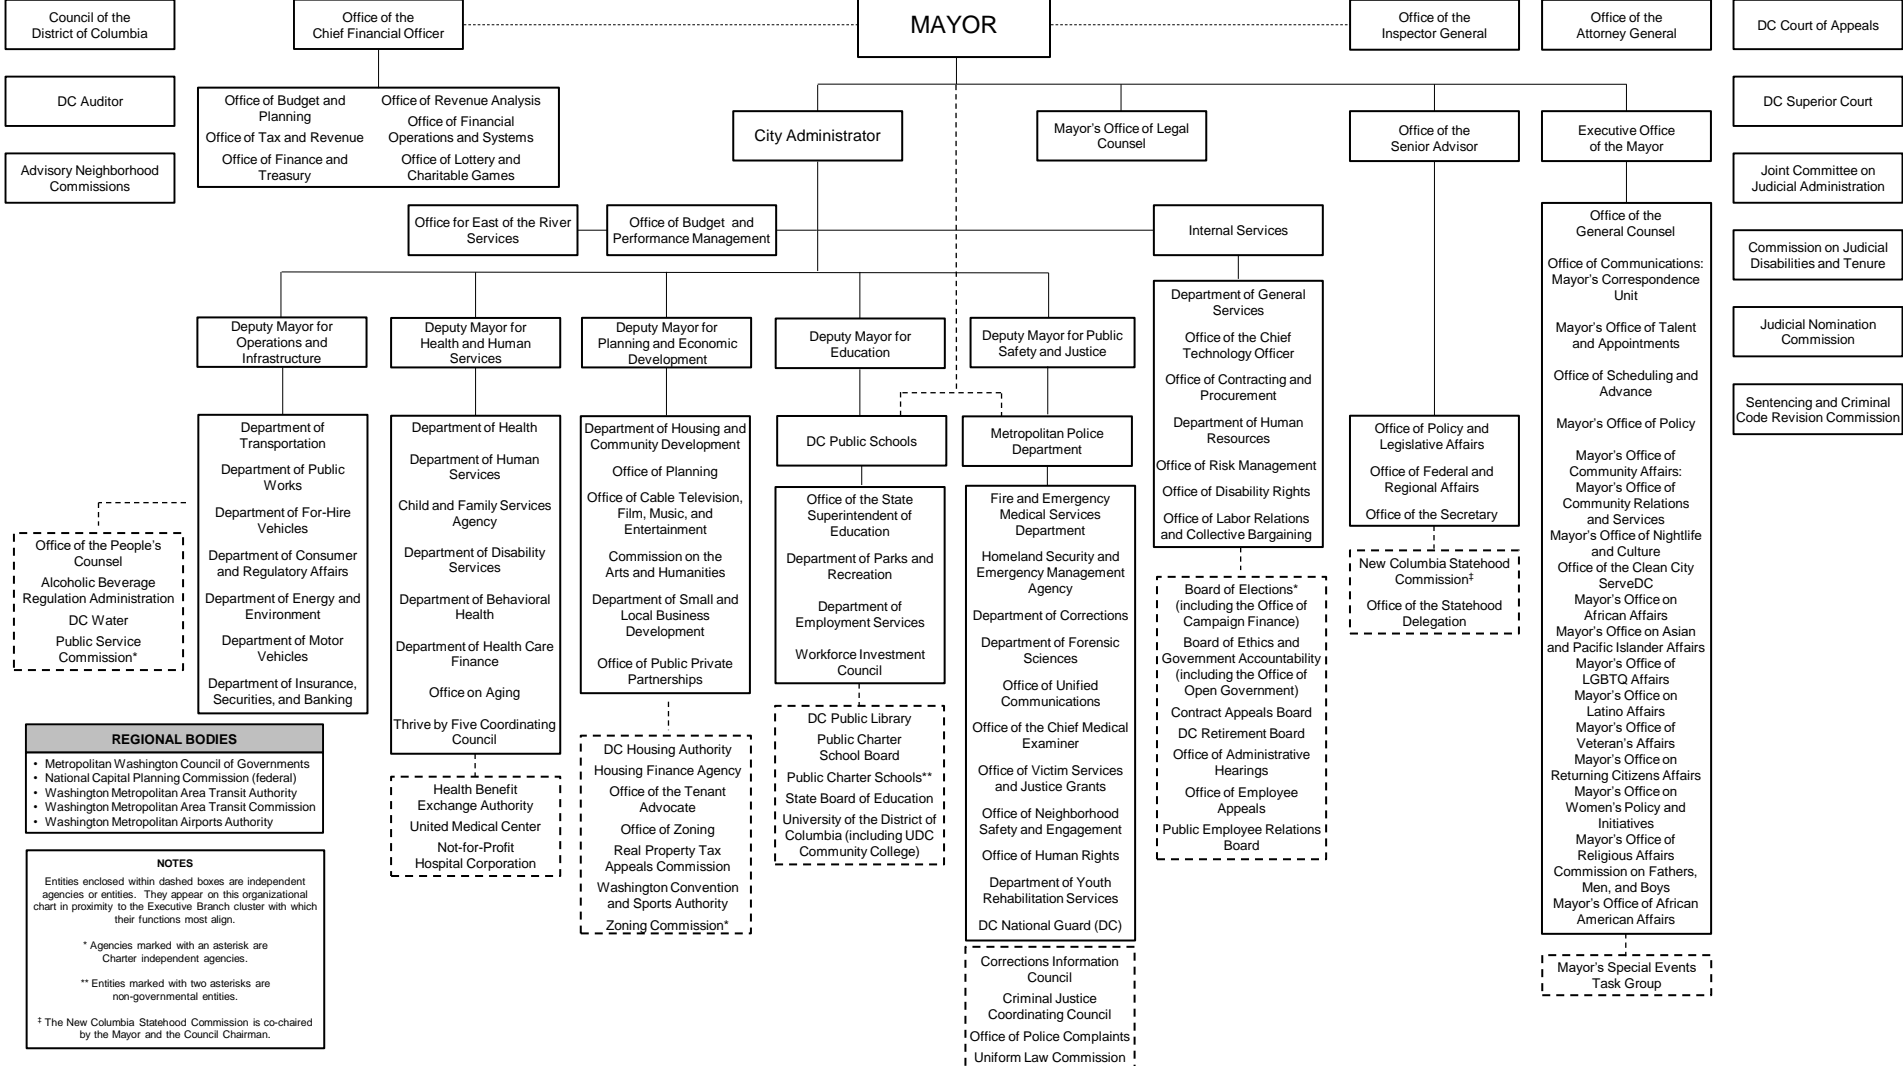 Council of the
District of Columbia
Office of the
Chief Financial Officer
MAYOR
Office of the
Inspector General
Office of the
Attorney General
DC Court of Appeals
DC Auditor
Office of Budget and
Planning
Office of Tax and Revenue
Office of Finance and
Treasury
Office of Revenue Analysis
Office of Financial
Operations and Systems
Office of Lottery and
Charitable Games
City Administrator
Mayor's Office of Legal
Counsel
Office of the
Senior Advisor
Executive Office
of the Mayor
DC Superior Court
Advisory Neighborhood
Commissions
Joint Committee on
Judicial Administration
Office for East of the River
Services
Office of Budget and
Performance Management
Internal Services
Commission on Judicial
Disabilities and Tenure
Judicial Nomination
Commission
Sentencing and Criminal
Code Revision Commission
Deputy Mayor for
Operations and
Infrastructure
Deputy Mayor for
Health and Human
Services
Deputy Mayor for
Planning and Economic
Development
Deputy Mayor for
Education
Deputy Mayor for Public
Safety and Justice
Department of
Transportation
Department of Public
Works
Department of For-Hire
Vehicles
Department of Consumer
and Regulatory Affairs
Department of Energy and
Environment
Department of Motor
Vehicles
Department of Insurance,
Securities, and Banking
Office of the People's
Counsel
Alcoholic Beverage
Regulation Administration
DC Water
Public Service
Commission*
Department of Health
Department of Human
Services
Child and Family Services
Agency
Department of Disability
Services
Department of Behavioral
Health
Department of Health Care
Finance
Office on Aging
Thrive by Five Coordinating
Council
Health Benefit
Exchange Authority
United Medical Center
Not-for-Profit
Hospital Corporation
Department of Housing and
Community Development
Office of Planning
Office of Cable Television,
Film, Music, and
Entertainment
Commission on the
Arts and Humanities
Department of Small and
Local Business
Development
Office of Public Private
Partnerships
DC Housing Authority
Housing Finance Agency
Office of the Tenant
Advocate
Office of Zoning
Real Property Tax
Appeals Commission
Washington Convention
and Sports Authority
Zoning Commission*
DC Public Schools
Office of the State
Superintendent of
Education
Department of Parks and
Recreation
Department of
Employment Services
Workforce Investment
Council
DC Public Library
Public Charter
School Board
Public Charter Schools**
State Board of Education
University of the District of
Columbia (including UDC
Community College)
Metropolitan Police
Department
Fire and Emergency
Medical Services
Department
Homeland Security and
Emergency Management
Agency
Department of Corrections
Department of Forensic
Sciences
Office of Unified
Communications
Office of the Chief Medical
Examiner
Office of Victim Services
and Justice Grants
Office of Neighborhood
Safety and Engagement
Office of Human Rights
Department of Youth
Rehabilitation Services
DC National Guard (DC)
Corrections Information
Council
Criminal Justice
Coordinating Council
Office of Police Complaints
Uniform Law Commission
Department of General
Services
Office of the Chief
Technology Officer
Office of Contracting and
Procurement
Department of Human
Resources
Office of Risk Management
Office of Disability Rights
Office of Labor Relations
and Collective Bargaining
Board of Elections*
(including the Office of
Campaign Finance)
Board of Ethics and
Government Accountability
(including the Office of
Open Government)
Contract Appeals Board
DC Retirement Board
Office of Administrative
Hearings
Office of Employee
Appeals
Public Employee Relations
Board
Office of Policy and
Legislative Affairs
Office of Federal and
Regional Affairs
Office of the Secretary
New Columbia Statehood
Commission‡
Office of the Statehood
Delegation
Office of the
General Counsel
Office of Communications:
Mayor's Correspondence
Unit
Mayor's Office of Talent
and Appointments
Office of Scheduling and
Advance
Mayor's Office of Policy
Mayor's Office of
Community Affairs:
Mayor's Office of
Community Relations
and Services
Mayor's Office of Nightlife
and Culture
Office of the Clean City
ServeDC
Mayor's Office on
African Affairs
Mayor's Office on Asian
and Pacific Islander Affairs
Mayor's Office of
LGBTQ Affairs
Mayor's Office on
Latino Affairs
Mayor's Office of
Veteran's Affairs
Mayor's Office on
Returning Citizens Affairs
Mayor's Office on
Women's Policy and
Initiatives
Mayor's Office of
Religious Affairs
Commission on Fathers,
Men, and Boys
Mayor's Office of African
American Affairs
Mayor's Special Events
Task Group
REGIONAL BODIES
• Metropolitan Washington Council of Governments
• National Capital Planning Commission (federal)
• Washington Metropolitan Area Transit Authority
• Washington Metropolitan Area Transit Commission
• Washington Metropolitan Airports Authority
NOTES
Entities enclosed within dashed boxes are independent
agencies or entities. They appear on this organizational
chart in proximity to the Executive Branch cluster with which
their functions most align.
* Agencies marked with an asterisk are
Charter independent agencies.
** Entities marked with two asterisks are
non-governmental entities.
‡ The New Columbia Statehood Commission is co-chaired
by the Mayor and the Council Chairman.